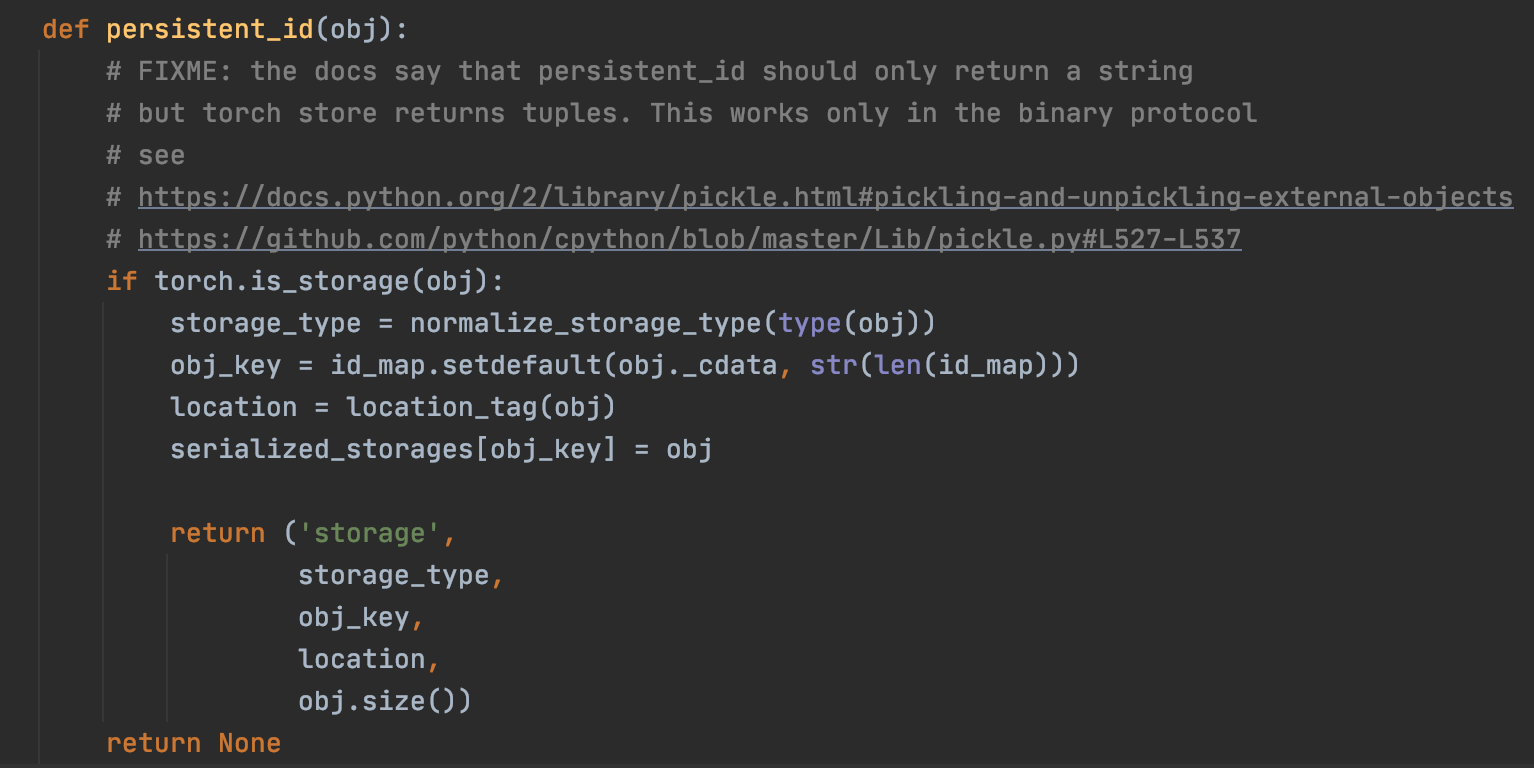 def persistent_id(obj):
    # FIXME: the docs say that persistent_id should only return a string
    # but torch store returns tuples. This works only in the binary protocol
    # see
    # https://docs.python.org/2/library/pickle.html#pickling-and-unpickling-external-objects
    # https://github.com/python/cpython/blob/master/Lib/pickle.py#L527-L537
    if torch.is_storage(obj):
        storage_type = normalize_storage_type(type(obj))
        obj_key = id_map.setdefault(obj._cdata, str(len(id_map)))
        location = location_tag(obj)
        serialized_storages[obj_key] = obj

        return ('storage',
                storage_type,
                obj_key,
                location,
                obj.size())
    return None